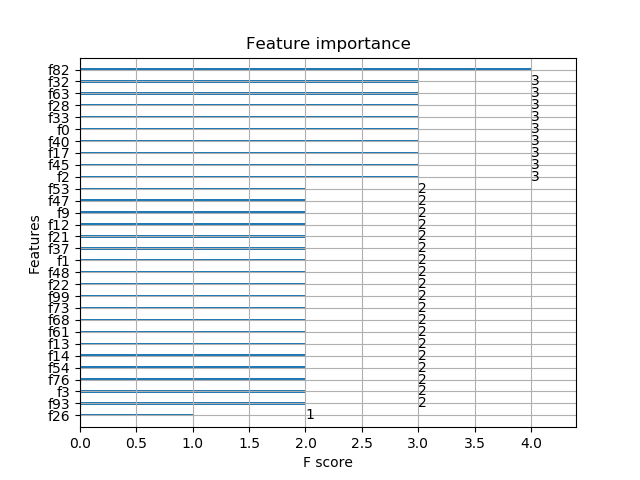 Feature importance
Features
f82
f32 3
f63 3
f28 3
f33 3
f0 3
f40 3
f17 3
f45 3
f2 3
f53 2
f47 2
f9 2
f12 2
f21 2
f37 2
f1 2
f48 2
f22 2
f99 2
f73 2
f68 2
f61 2
f13 2
f14 2
f54 2
f76 2
f3 2
f93 2
f26 1
0.0 0.5 1.0 1.5 2.0 2.5 3.0 3.5 4.0
F score